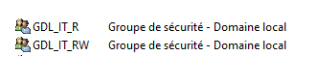 GDL_IT_R Groupe de sécurité - Domaine local
GDL_IT_RW Groupe de sécurité - Domaine local